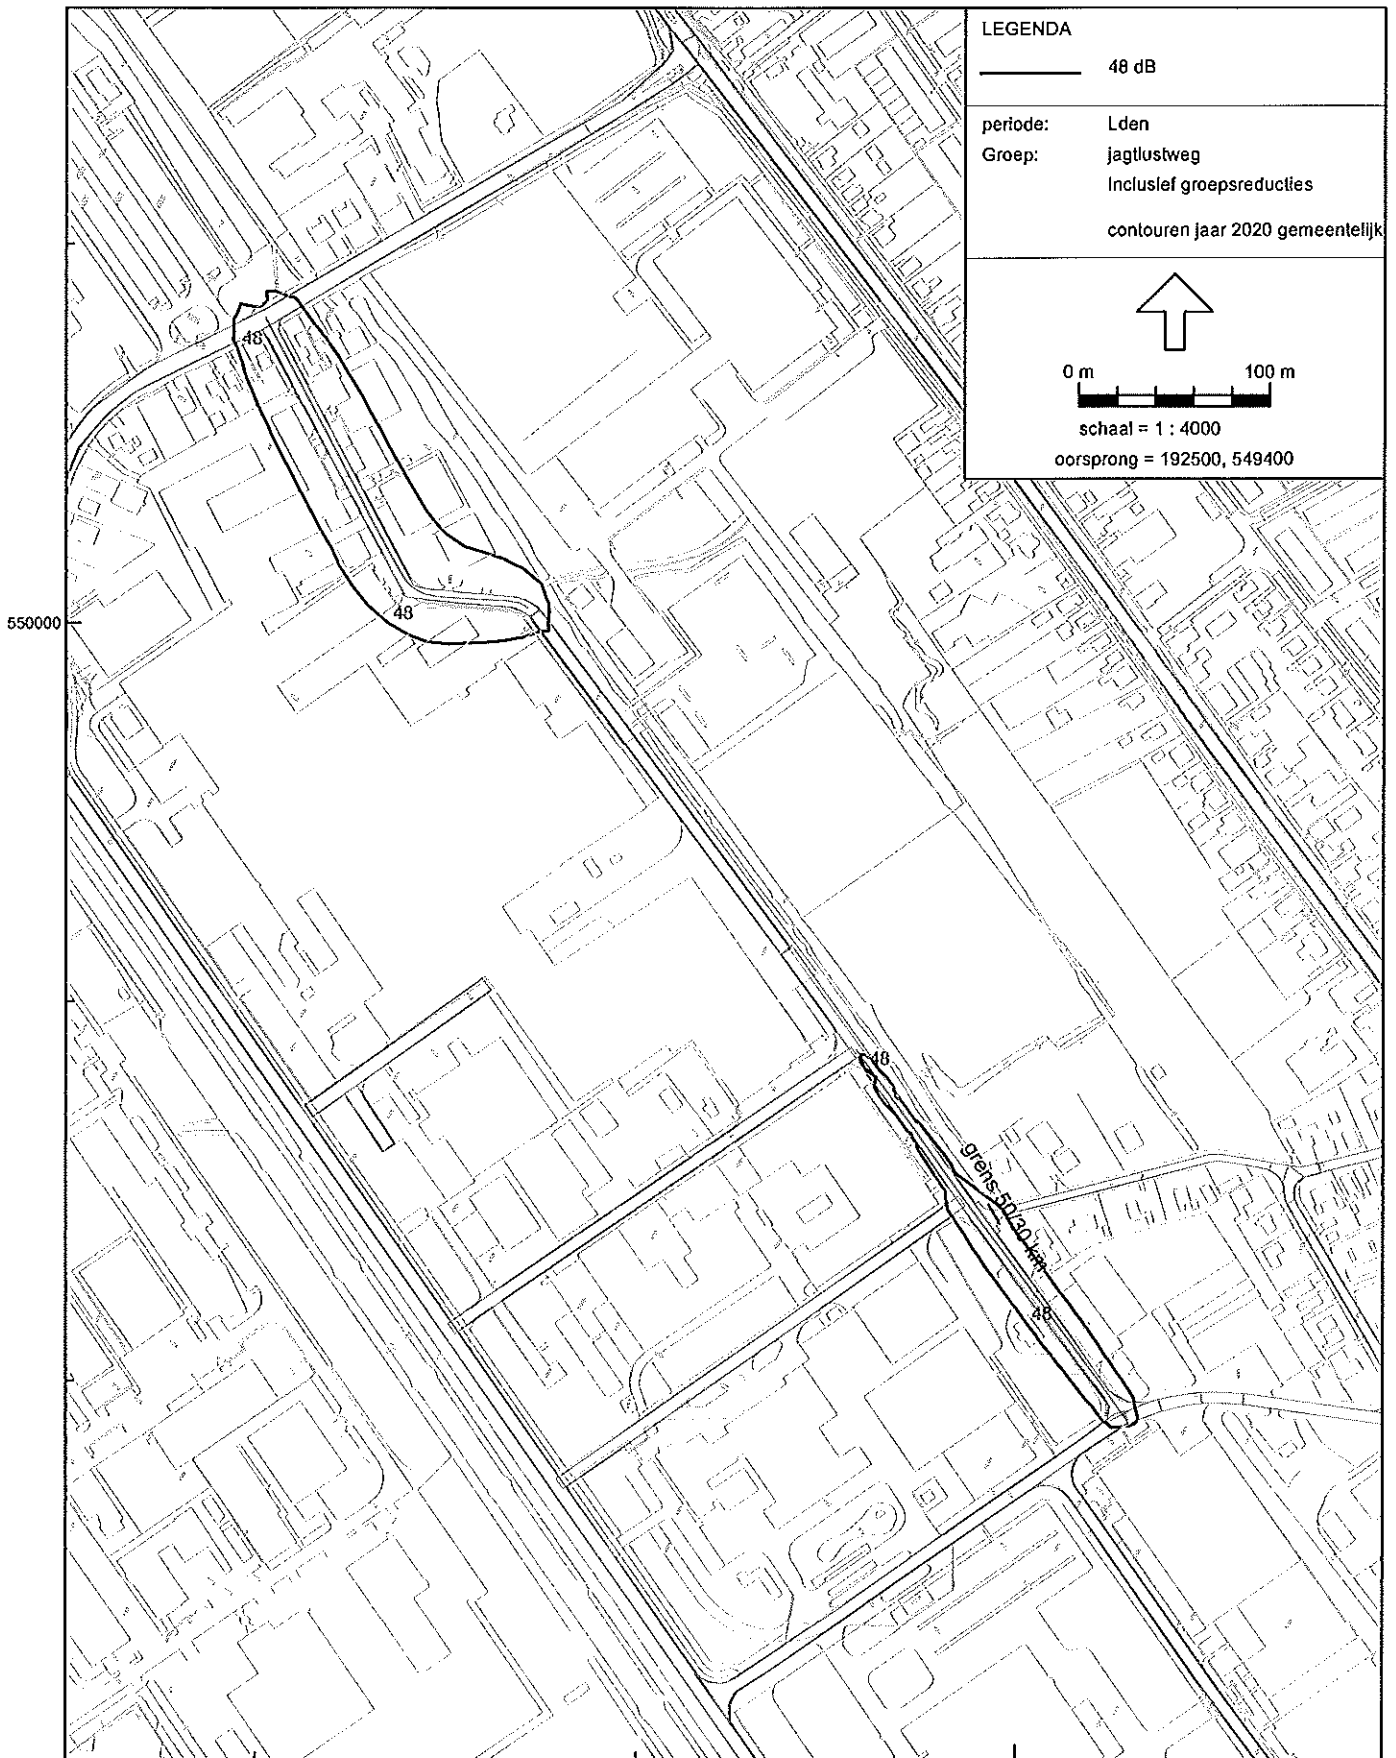 LEGENDA
48 dB
periode: Lden
Groep: jagtlustweg
Inclusief groepsreducties
contouren jaar 2020 gemeentelijk
0 m 100 m
schaal = 1 : 4000
oorsprong = 192500, 549400
48
48
550000
48
grens 50/30 km
48